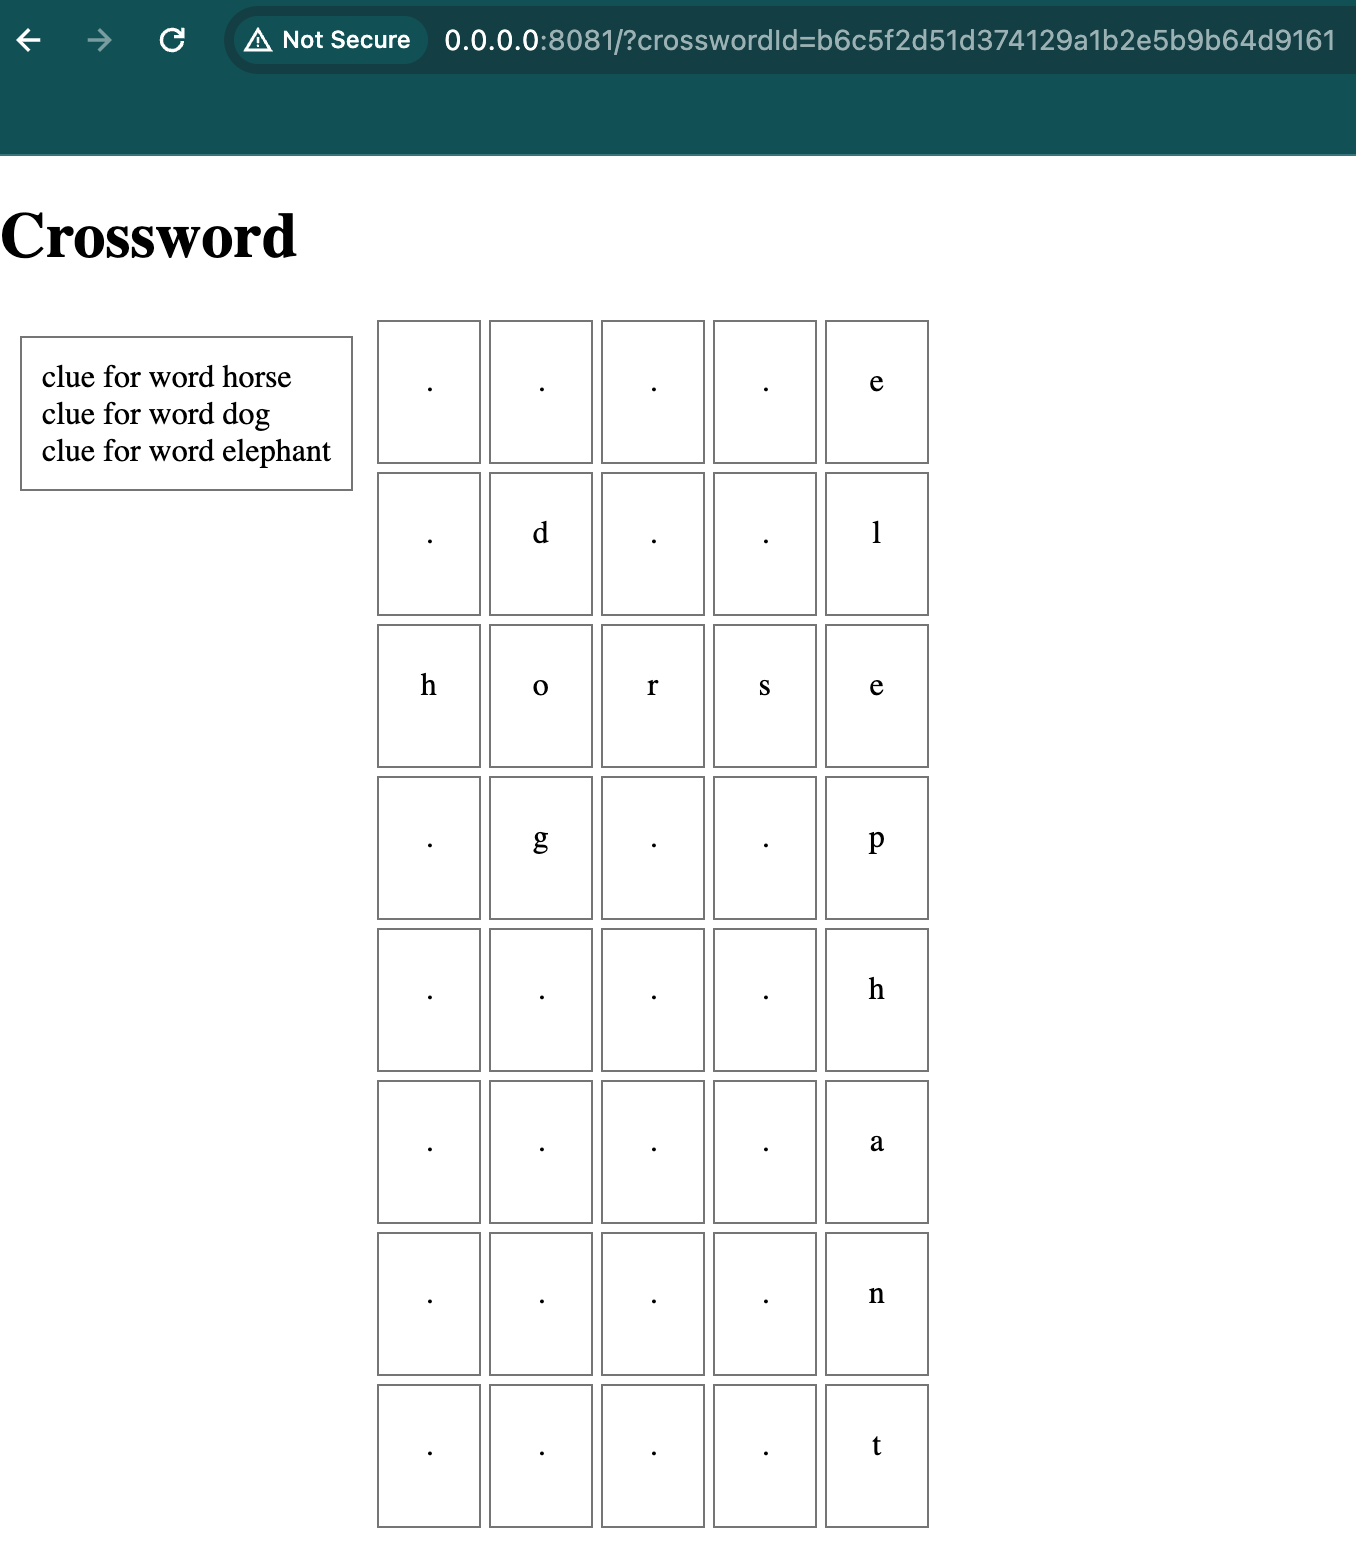 Not Secure 0.0.0.0:8081/?crosswordId=b6c5f2d51d374129a1b2e5b9b64d9161
Crossword
clue for word horse
clue for word dog
clue for word elephant
. . . . e
. d . . l
h o r s e
. g . . p
. . . . h
. . . . a
. . . . n
. . . . t